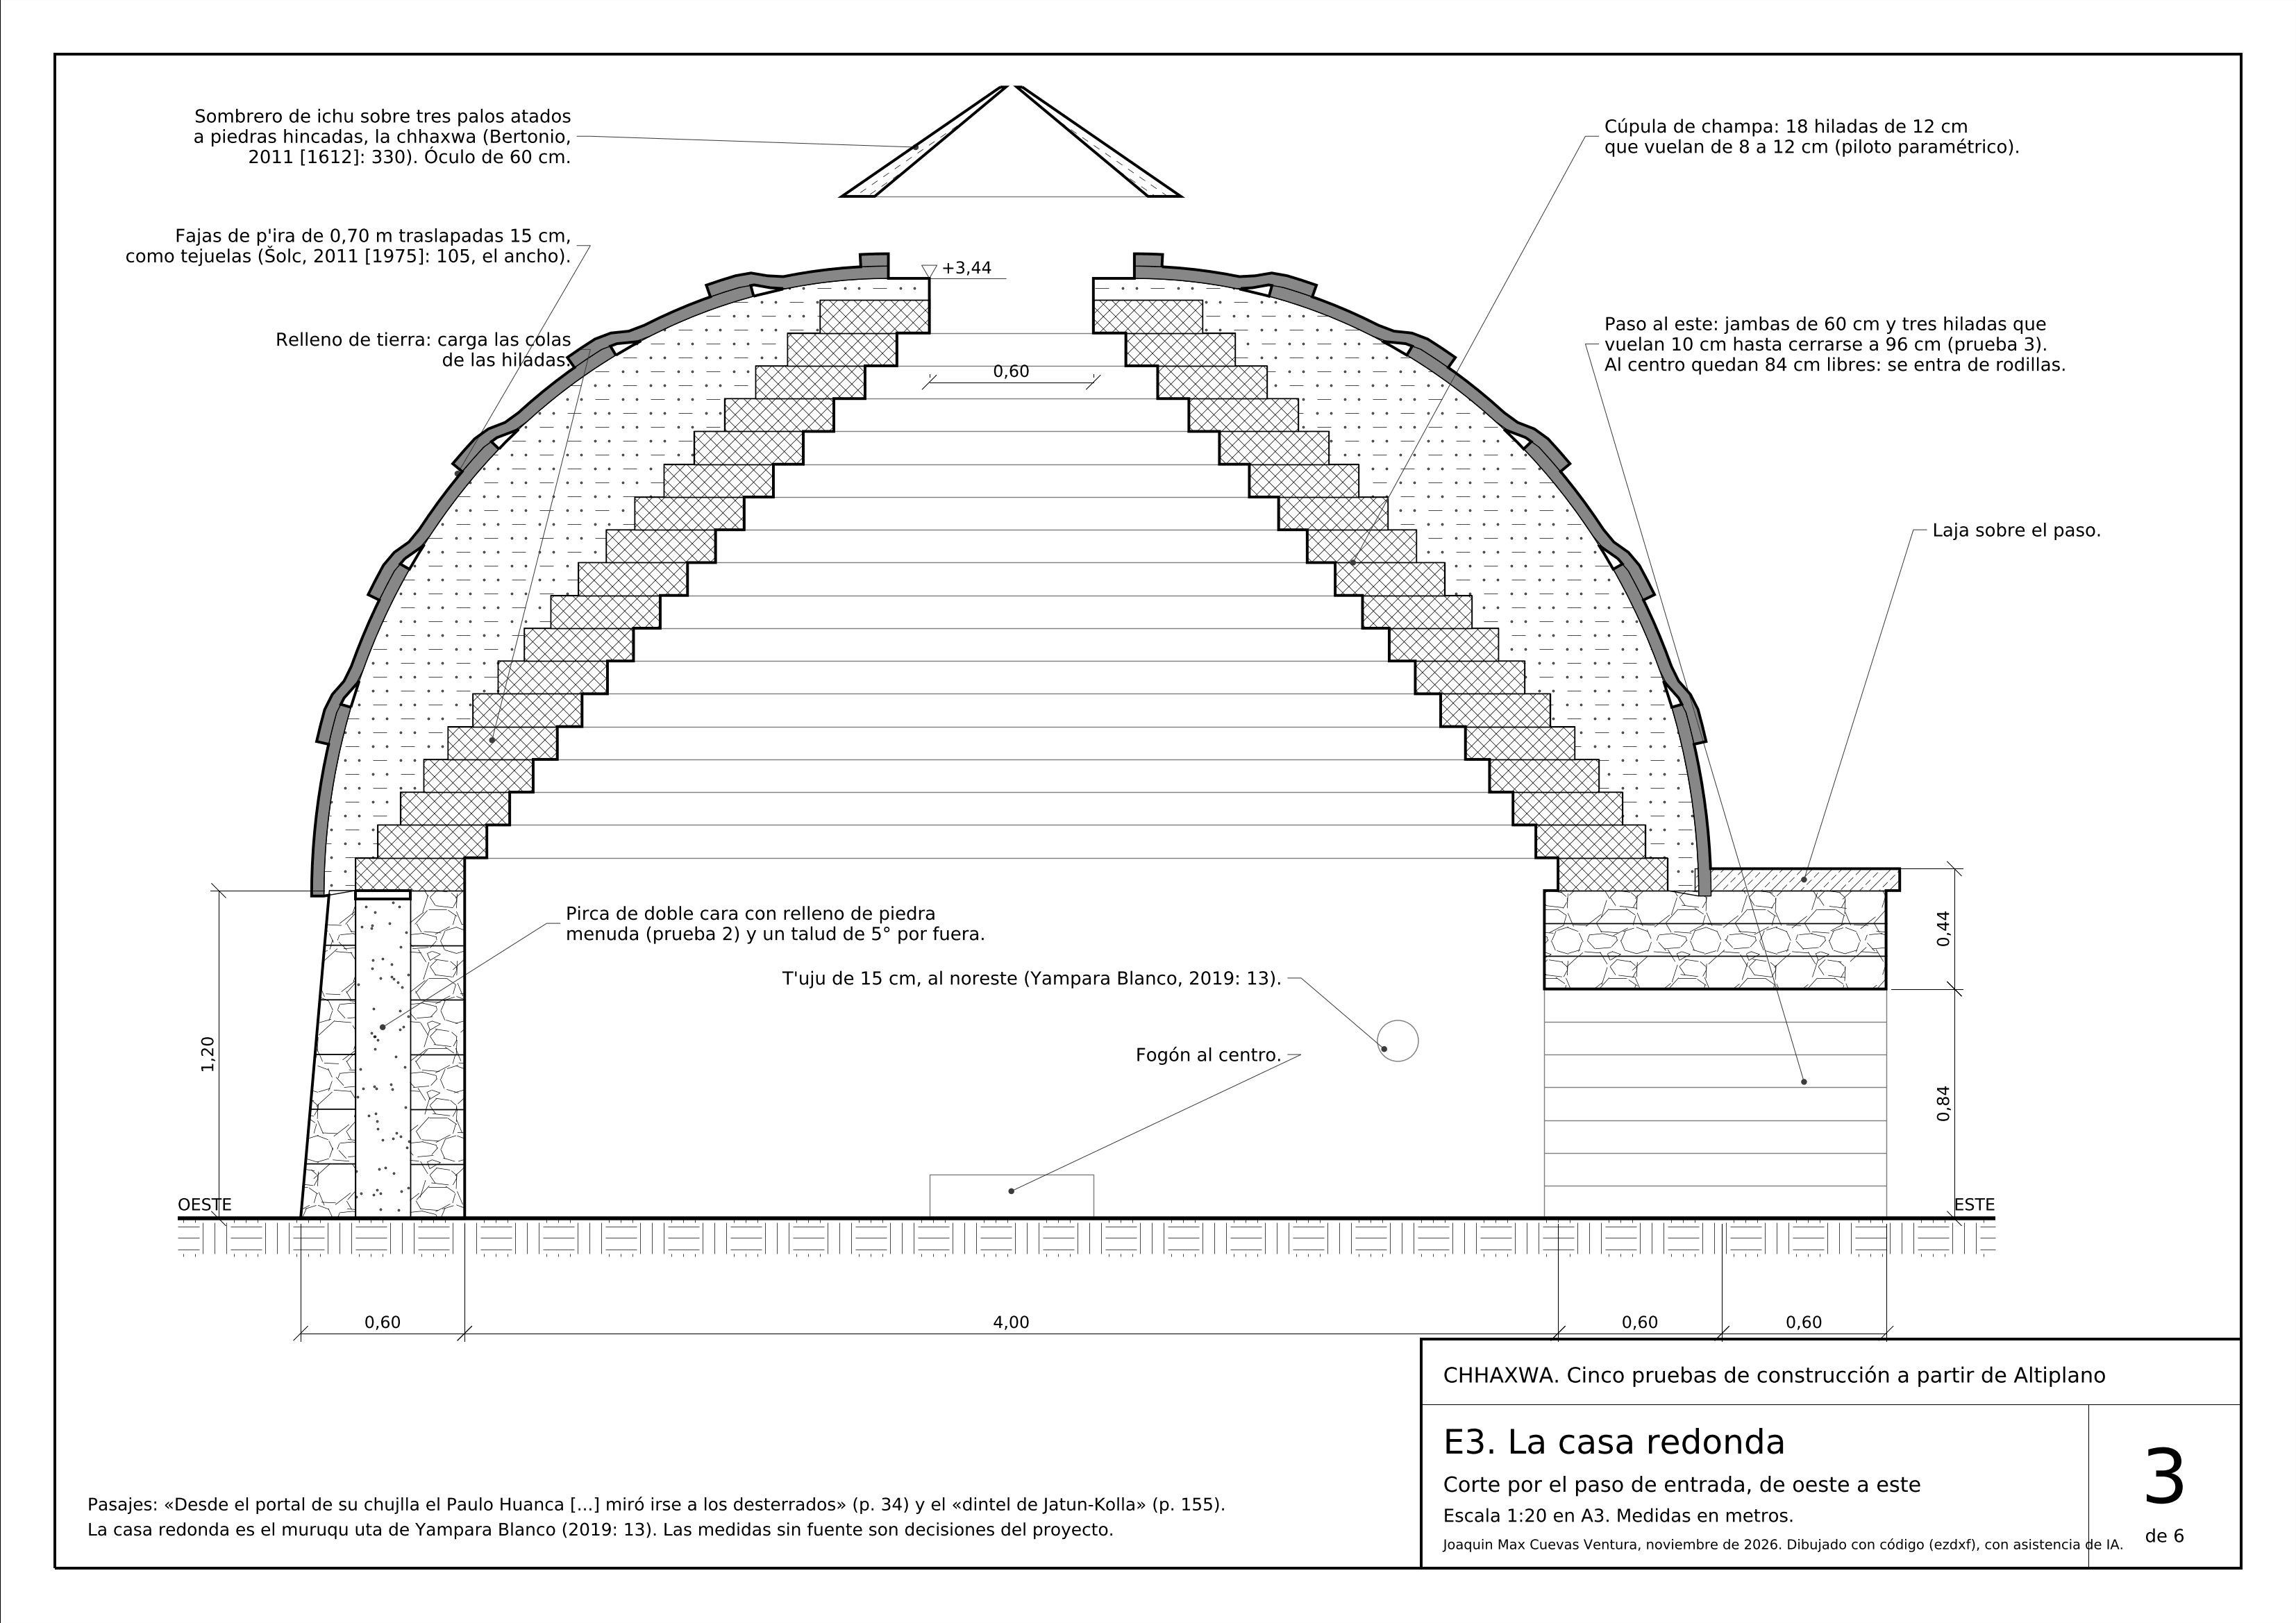 Sombrero de ichu sobre tres palos atados
a piedras hincadas, la chhaxwa (Bertonio,
2011 [1612]: 330). Óculo de 60 cm.
Cúpula de champa: 18 hiladas de 12 cm
que vuelan de 8 a 12 cm (piloto paramétrico).
Fajas de p'ira de 0,70 m traslapadas 15 cm,
como tejuelas (Šolc, 2011 [1975]: 105, el ancho).
+3,44
Relleno de tierra: carga las colas
de las hiladas.
Paso al este: jambas de 60 cm y tres hiladas que
vuelan 10 cm hasta cerrarse a 96 cm (prueba 3).
Al centro quedan 84 cm libres: se entra de rodillas.
0,60
Laja sobre el paso.
Pirca de doble cara con relleno de piedra
menuda (prueba 2) y un talud de 5° por fuera.
0,44
T'uju de 15 cm, al noreste (Yampara Blanco, 2019: 13).
1,20
Fogón al centro.
0,84
OESTE
ESTE
0,60
4,00
0,60
0,60
CHHAXWA. Cinco pruebas de construcción a partir de Altiplano
E3. La casa redonda
Corte por el paso de entrada, de oeste a este
Escala 1:20 en A3. Medidas en metros.
Joaquin Max Cuevas Ventura, noviembre de 2026. Dibujado con código (ezdxf), con asistencia de IA.
3
de 6
Pasajes: «Desde el portal de su chujlla el Paulo Huanca [...] miró irse a los desterrados» (p. 34) y el «dintel de Jatun-Kolla» (p. 155).
La casa redonda es el muruqu uta de Yampara Blanco (2019: 13). Las medidas sin fuente son decisiones del proyecto.